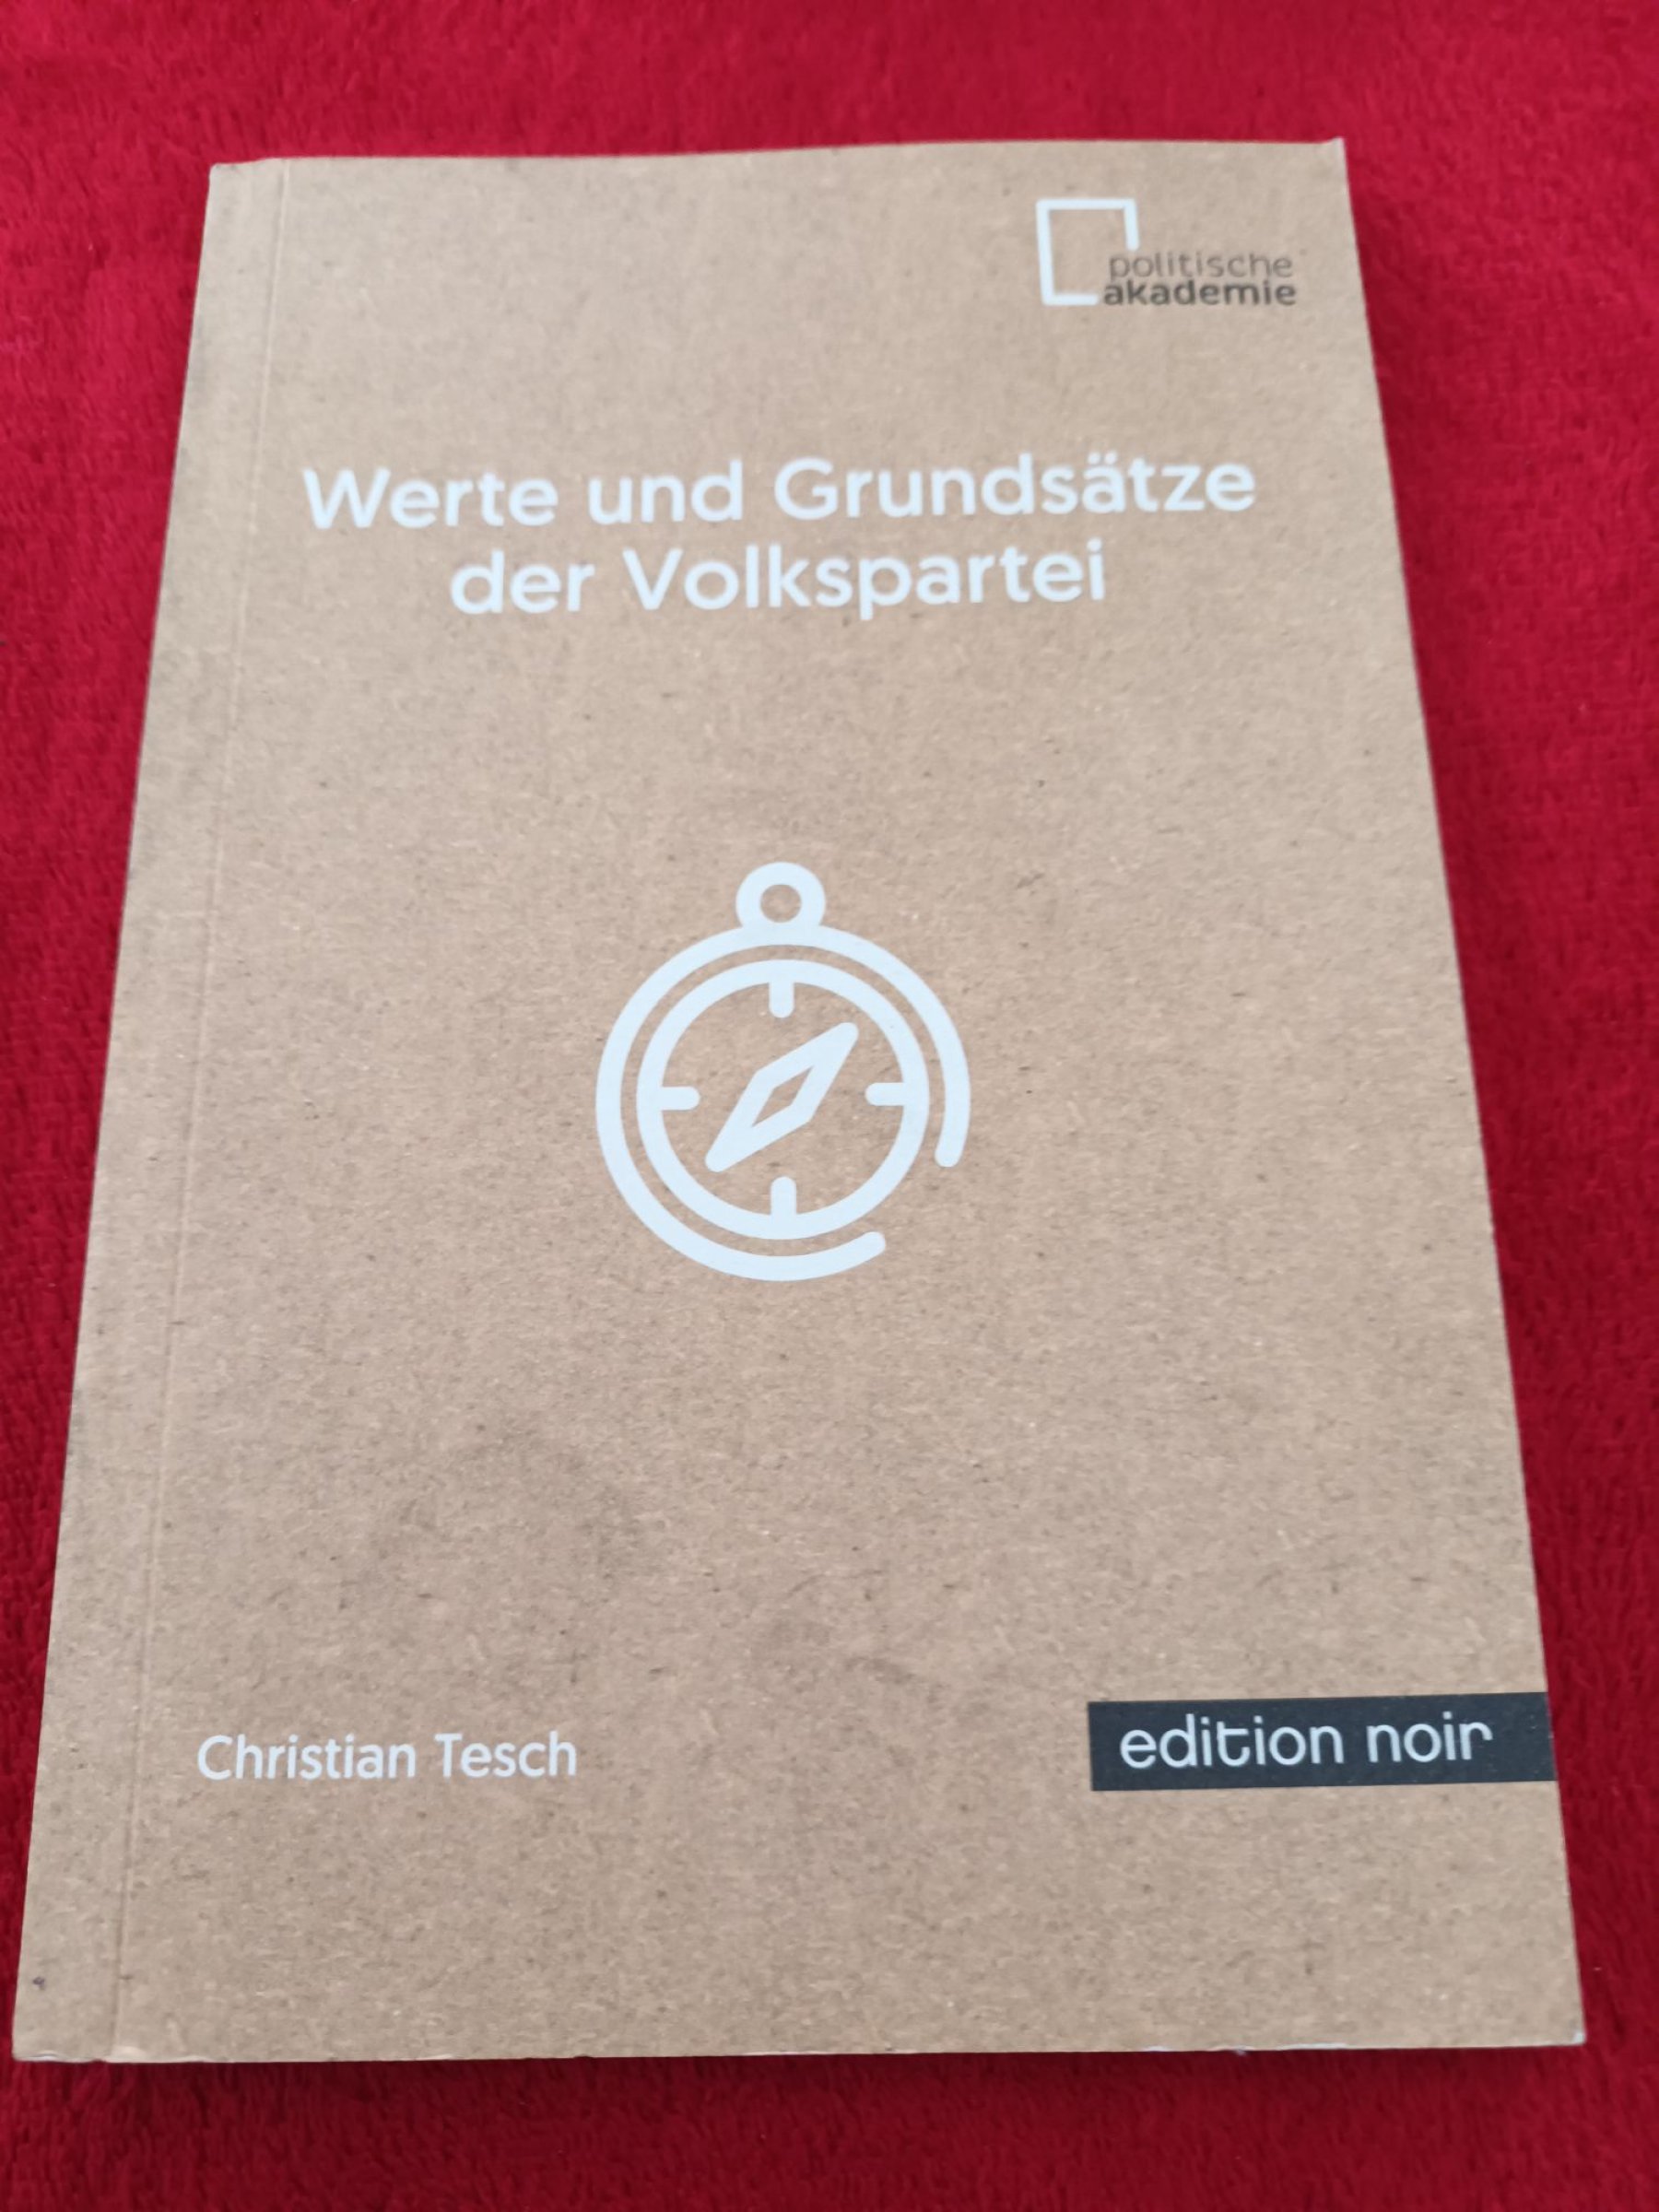 politische
akademie
Werte und Grundsätze
der Volkspartei
Christian Tesch
edition noir